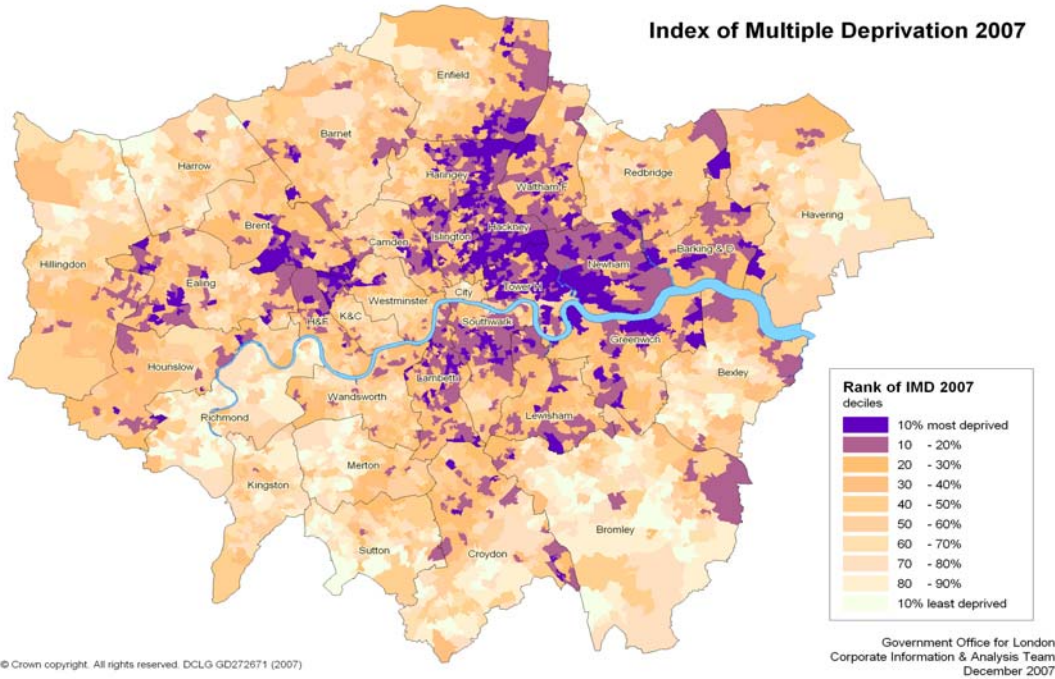 Index of Multiple Deprivation 2007
Enfield
Barnet
Harrow
Haringey
Waltham F
Redbridge
Havering
Brent
Camden
Islington
Hackney
Barking & D
Hillingdon
Ealing
Newham
Westminster
City
Tower H
H&F
K&C
Southwark
Greenwich
Hounslow
Lambeth
Bexley
Wandsworth
Richmond
Lewisham
Merton
Kingston
Bromley
Sutton
Croydon
Rank of IMD 2007
deciles
10% most deprived
10 - 20%
20 - 30%
30 - 40%
40 - 50%
50 - 60%
60 - 70%
70 - 80%
80 - 90%
10% least deprived
© Crown copyright. All rights reserved. DCLG GD272671 (2007)
Government Office for London
Corporate Information & Analysis Team
December 2007